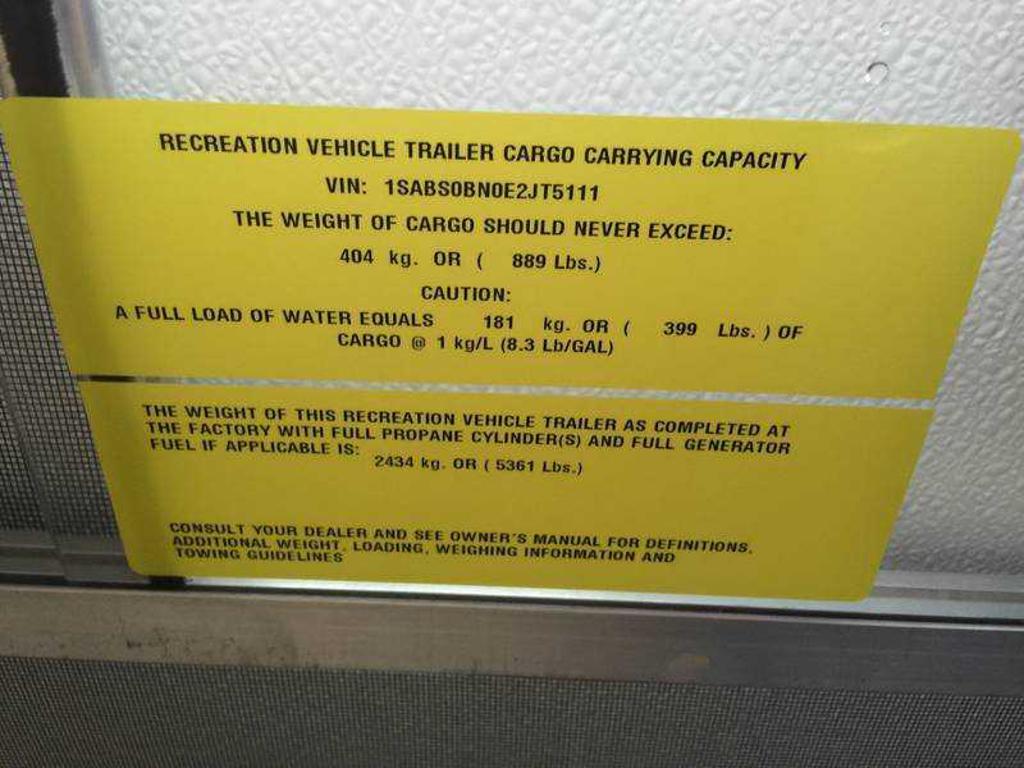 RECREATION VEHICLE TRAILER CARGO CARRYING CAPACITY
VIN: 1SABS0BN0E2JT5111
THE WEIGHT OF CARGO SHOULD NEVER EXCEED:
404 kg. OR ( 889 Lbs.)
CAUTION:
A FULL LOAD OF WATER EQUALS 181 kg. OR ( 399 Lbs. ) OF
CARGO @ 1 kg/L (8.3 Lb/GAL)
THE WEIGHT OF THIS RECREATION VEHICLE TRAILER AS COMPLETED AT
THE FACTORY WITH FULL PROPANE CYLINDER(S) AND FULL GENERATOR
FUEL IF APPLICABLE IS:
2434 kg. OR ( 5361 Lbs.)
CONSULT YOUR DEALER AND SEE OWNER'S MANUAL FOR DEFINITIONS,
ADDITIONAL WEIGHT, LOADING, WEIGHING INFORMATION AND
TOWING GUIDELINES